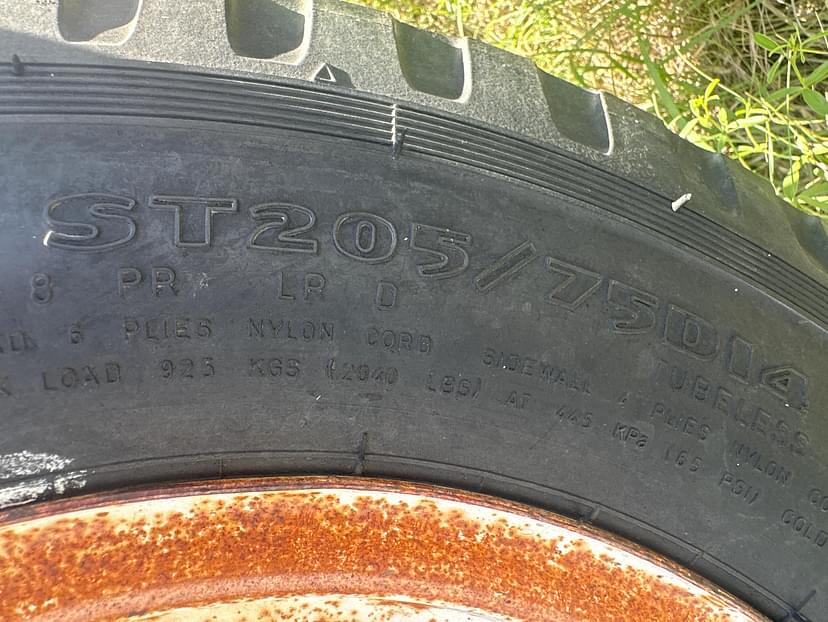 ST205/75D14
8 PR LR D TUBELESS
6 PLIES NYLON CORD SIDEWALL 4 PLIES NYLON
LOAD 925 KGS (2040 LBS) AT 445 KPa (65 PSI) COLD